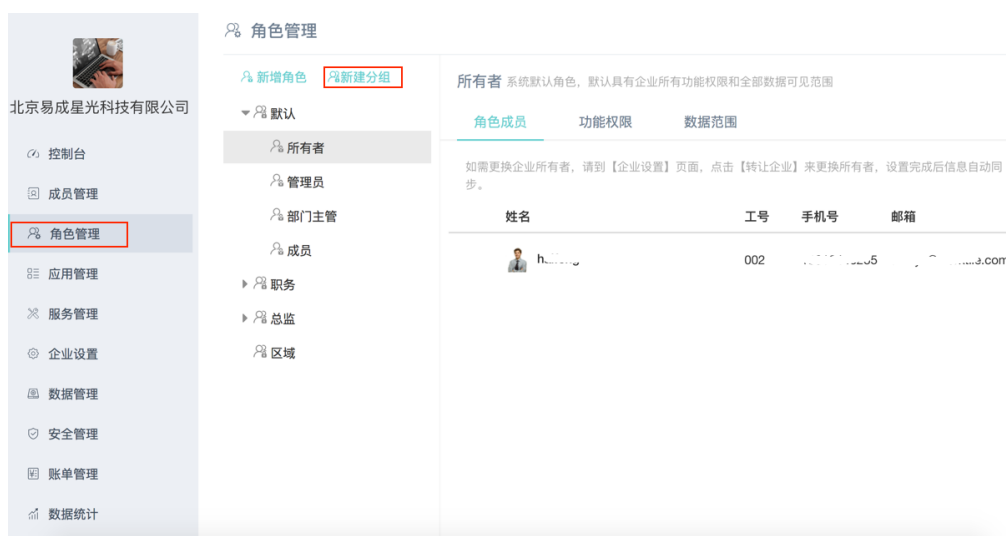 北京易成星光科技有限公司
控制台
成员管理
角色管理
应用管理
服务管理
企业设置
数据管理
安全管理
账单管理
数据统计
角色管理
新增角色 新建分组
默认
所有者
管理员
部门主管
成员
职务
总监
区域
所有者 系统默认角色，默认具有企业所有功能权限和全部数据可见范围
角色成员 功能权限 数据范围
如需更换企业所有者，请到【企业设置】页面，点击【转让企业】来更换所有者，设置完成后信息自动同
步。
姓名 工号 手机号 邮箱
002